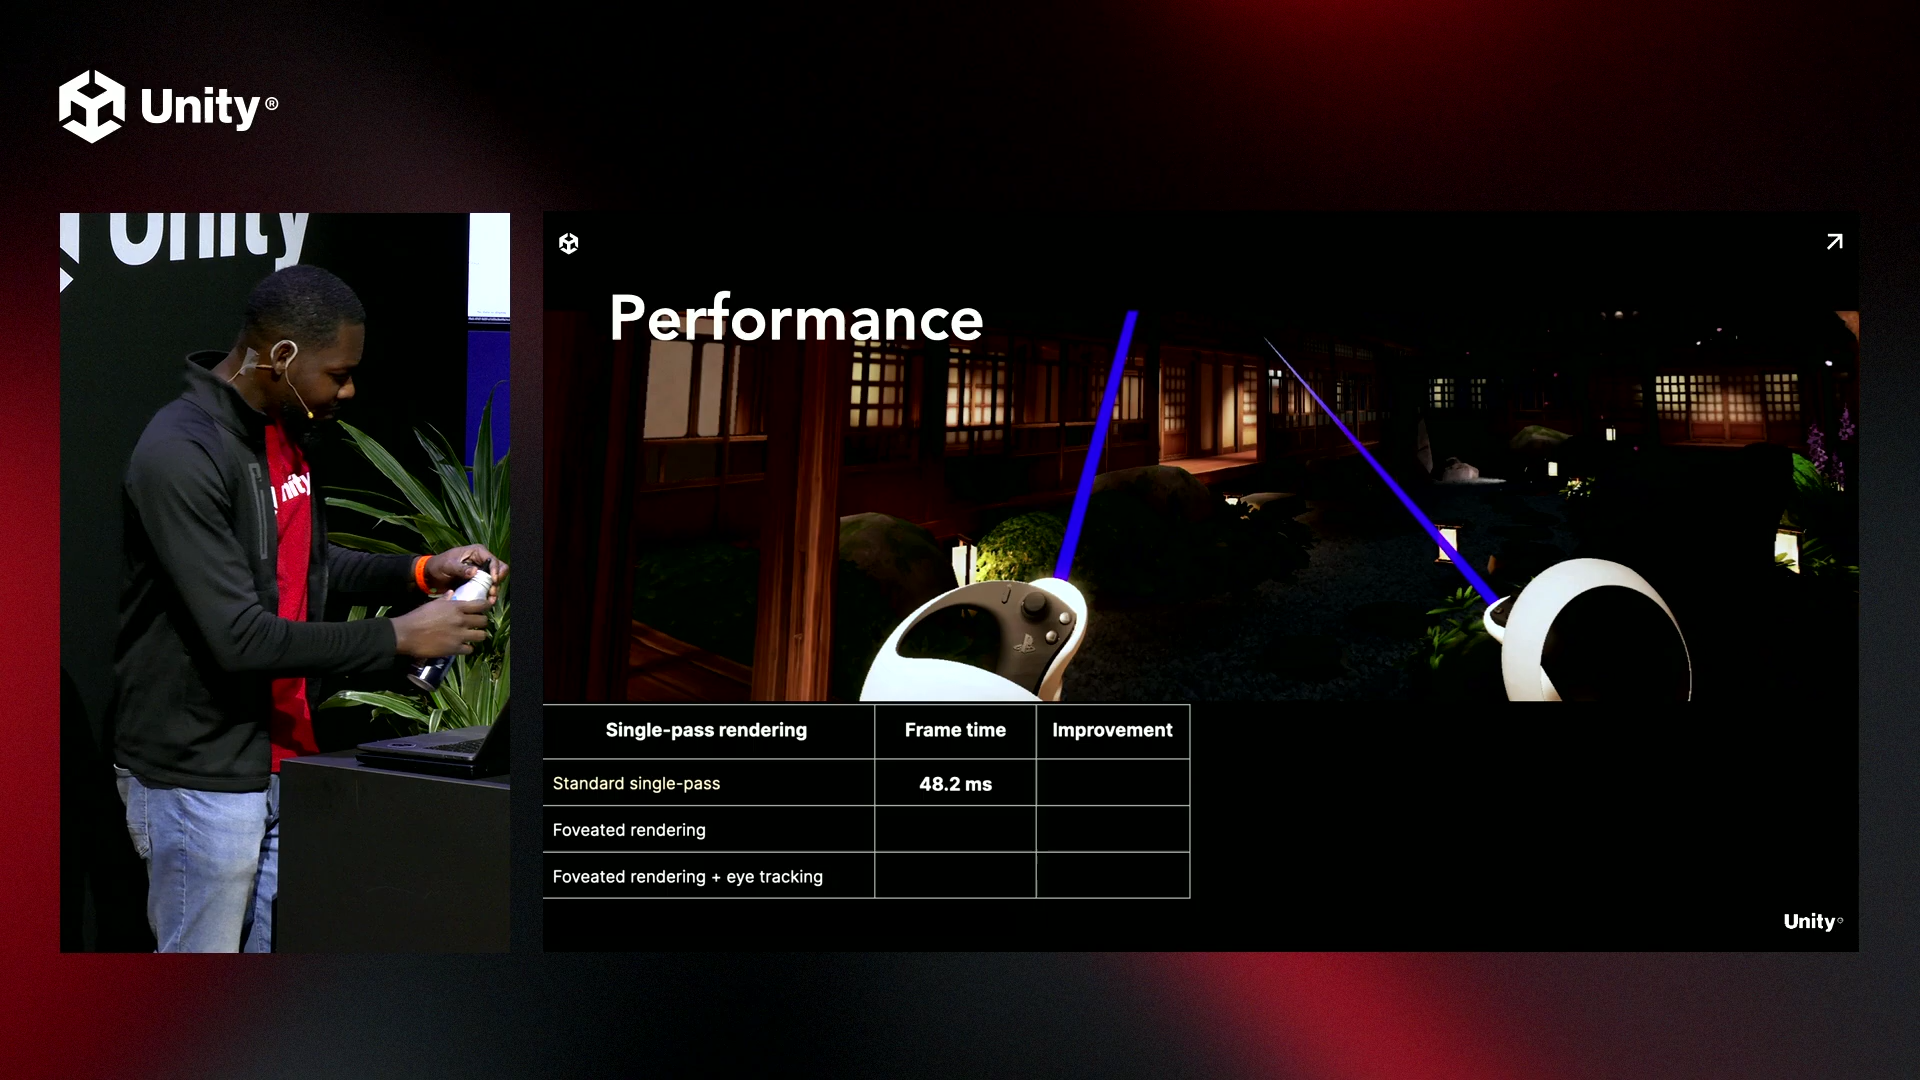 Unity®
Unity
nity
Performance
Single-pass rendering Frame time Improvement
Standard single-pass 48.2 ms
Foveated rendering
Foveated rendering + eye tracking
Unity